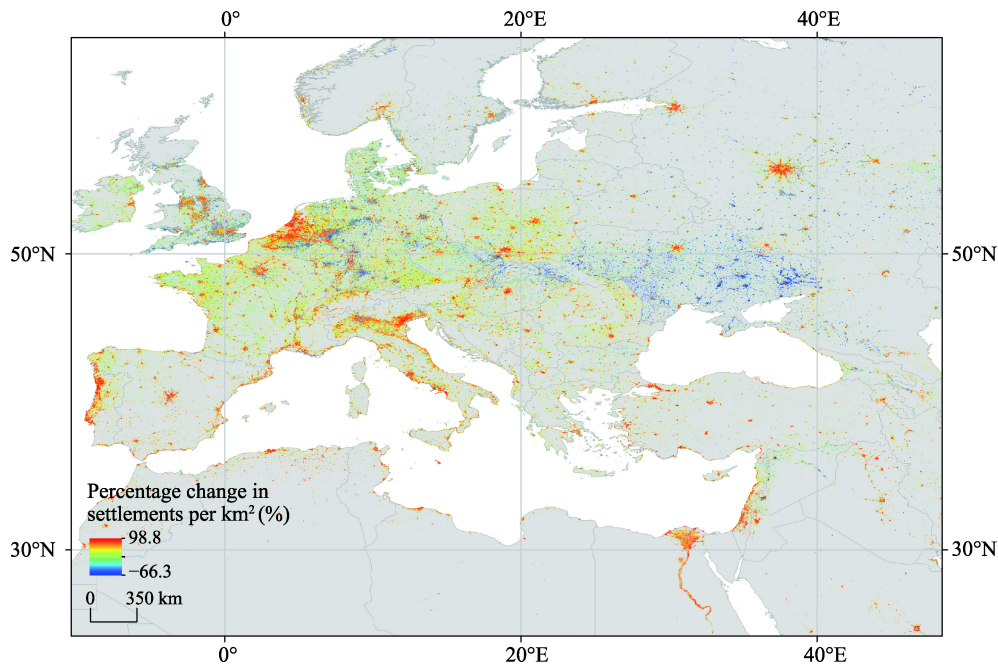 0° 20°E 40°E
50°N 50°N
Percentage change in
settlements per km² (%)
98.8
−66.3
0 350 km
30°N 30°N
0° 20°E 40°E